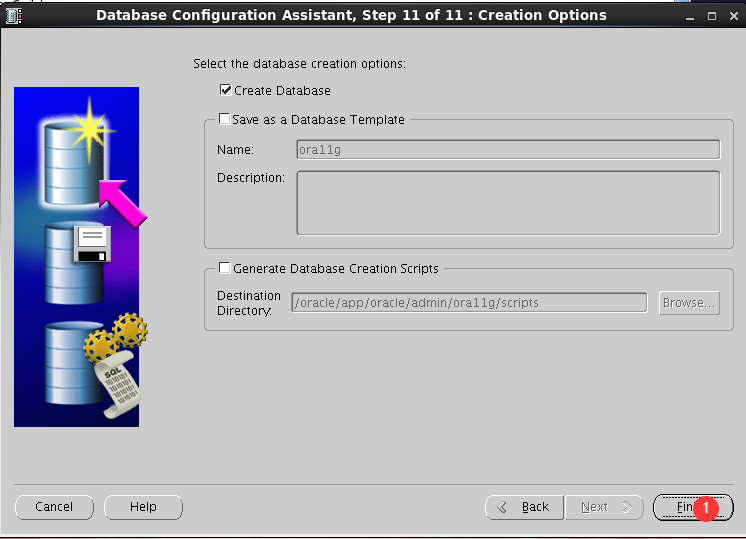 Database Configuration Assistant, Step 11 of 11 : Creation Options
Select the database creation options:
Create Database
Save as a Database Template
Name:
ora11g
Description:
Generate Database Creation Scripts
Destination
Directory:
/oracle/app/oracle/admin/ora11g/scripts
Browse...
SQL
Cancel
Help
Back
Next
Fin
1